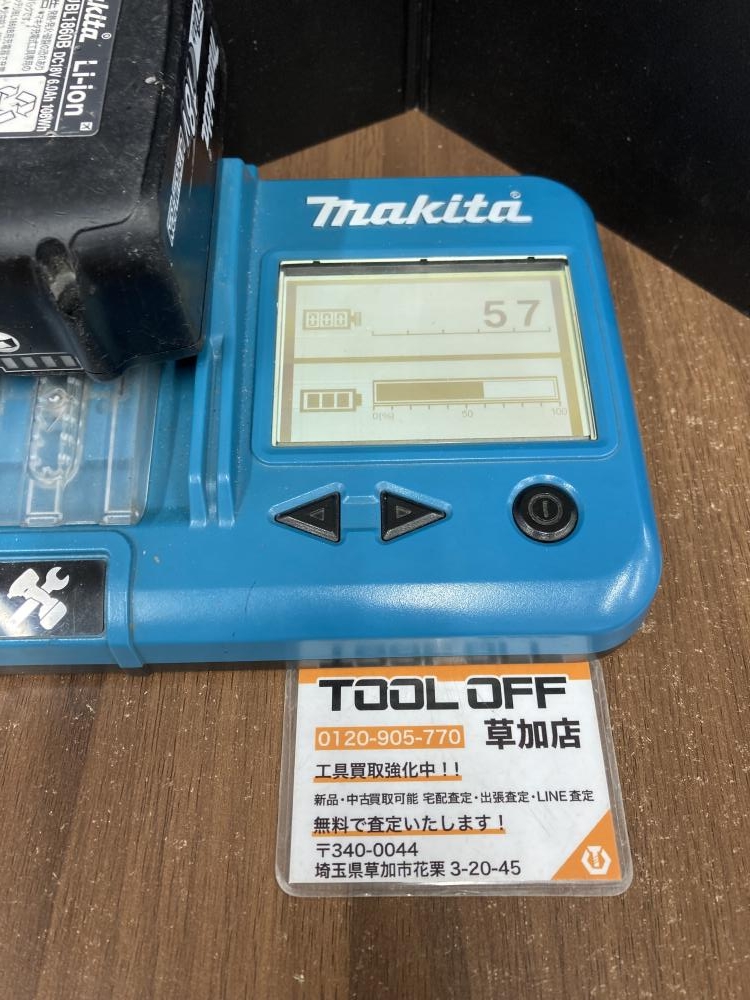 makita
Li-ion
BL1860B DC18V 6.0Ah 108Wh
makita
57
0(%) 50 100
TOOL OFF
0120-905-770 草加店
工具買取強化中！！
新品・中古買取可能 宅配査定・出張査定・LINE査定
無料で査定いたします！
〒340-0044
埼玉県草加市花栗 3-20-45